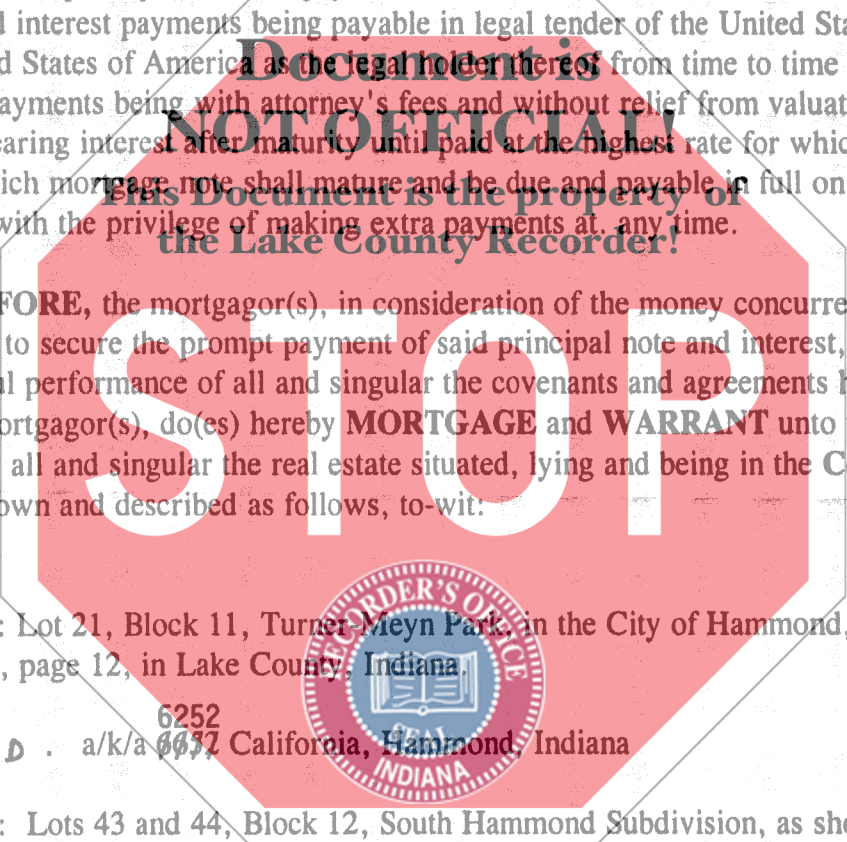 l interest payments being payable in legal tender of the United Sta
d States of America as the legal holder thereof from time to time
Document is
ayments being with attorney's fees and without relief from valuat
NOT OFFICIAL!
earing interest after maturity until paid at the highest rate for whic
ich mortgage note shall mature and be due and payable in full on
This Document is the property of
with the privilege of making extra payments at. any time.
the Lake County Recorder!
FORE, the mortgagor(s), in consideration of the money concurre
to secure the prompt payment of said principal note and interest,
al performance of all and singular the covenants and agreements h
ortgagor(s), do(es) hereby MORTGAGE and WARRANT unto
all and singular the real estate situated, lying and being in the C
own and described as follows, to-wit:
STOP
: Lot 21, Block 11, Turner-Meyn Park, in the City of Hammond,
, page 12, in Lake County, Indiana.
RECORDER'S OFFICE
SEAL
INDIANA
6252
D . a/k/a California, Hammond, Indiana
: Lots 43 and 44, Block 12, South Hammond Subdivision, as sho